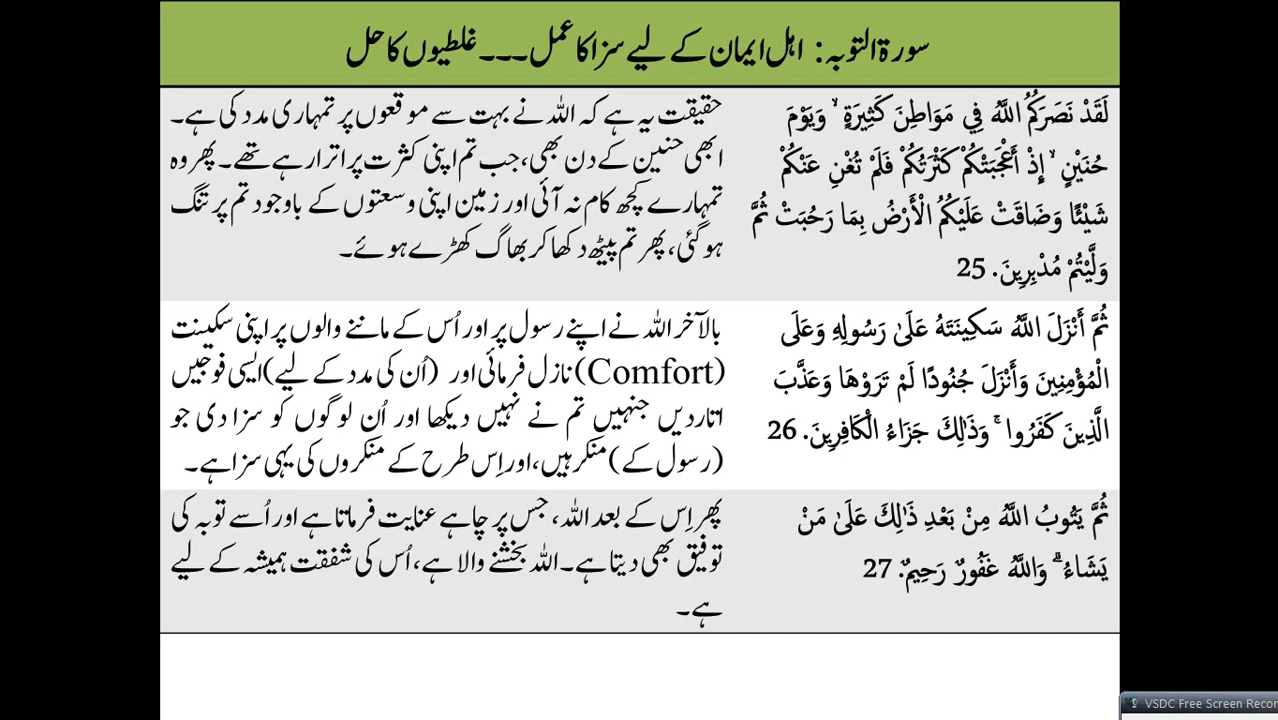 سورۃ التوبہ: اہل ایمان کے لیے سزا کا عمل۔۔۔ غلطیوں کا حل
لَقَدْ نَصَرَكُمُ اللَّهُ فِي مَوَاطِنَ كَثِيرَةٍ ۙ وَيَوْمَ
حُنَيْنٍ ۙ إِذْ أَعْجَبَتْكُمْ كَثْرَتُكُمْ فَلَمْ تُغْنِ عَنْكُمْ
شَيْئًا وَضَاقَتْ عَلَيْكُمُ الْأَرْضُ بِمَا رَحُبَتْ ثُمَّ
وَلَّيْتُمْ مُدْبِرِينَ. 25
حقیقت یہ ہے کہ اللہ نے بہت سے موقعوں پر تمہاری مدد کی ہے۔
ابھی حنین کے دن بھی، جب تم اپنی کثرت پر اترا رہے تھے۔ پھر وہ
تمہارے کچھ کام نہ آئی اور زمین اپنی وسعتوں کے باوجود تم پر تنگ
ہو گئی، پھر تم پیٹھ دکھا کر بھاگ کھڑے ہوئے۔
ثُمَّ أَنْزَلَ اللَّهُ سَكِينَتَهُ عَلَىٰ رَسُولِهِ وَعَلَى
الْمُؤْمِنِينَ وَأَنْزَلَ جُنُودًا لَمْ تَرَوْهَا وَعَذَّبَ
الَّذِينَ كَفَرُوا ۚ وَذَٰلِكَ جَزَاءُ الْكَافِرِينَ. 26
بالآخر اللہ نے اپنے رسول پر اور اُس کے ماننے والوں پر اپنی سکینت
(Comfort) نازل فرمائی اور (اُن کی مدد کے لیے) ایسی فوجیں
اتار دیں جنہیں تم نے نہیں دیکھا اور اُن لوگوں کو سزا دی جو
(رسول کے) منکر ہیں، اور اِس طرح کے منکروں کی یہی سزا ہے۔
ثُمَّ يَتُوبُ اللَّهُ مِنْ بَعْدِ ذَٰلِكَ عَلَىٰ مَنْ
يَشَاءُ ۗ وَاللَّهُ غَفُورٌ رَحِيمٌ. 27
پھر اِس کے بعد اللہ، جس پر چاہے عنایت فرماتا ہے اور اُسے توبہ کی
توفیق بھی دیتا ہے۔ اللہ بخشنے والا ہے، اُس کی شفقت ہمیشہ کے لیے
ہے۔
VSDC Free Screen Recor